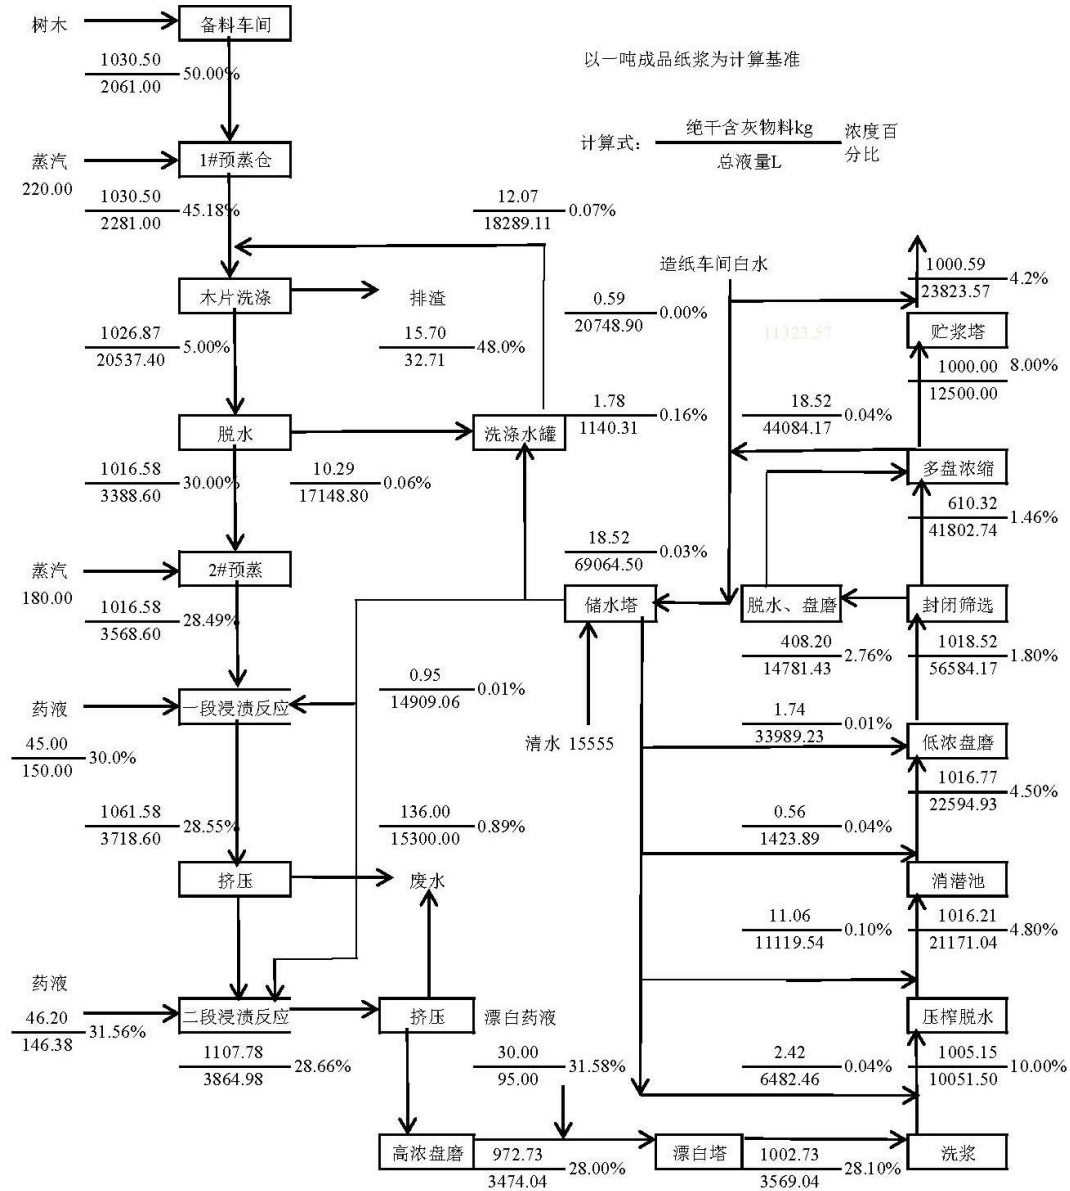 树木
备料车间
1030.50
2061.00
50.00%
以一吨成品纸浆为计算基准
计算式：
绝干含灰物料kg
总液量L
浓度百
分比
蒸汽
220.00
1#预蒸仓
1030.50
2281.00
45.18%
12.07
18289.11
0.07%
木片洗涤
排渣
造纸车间白水
1000.59
23823.57
4.2%
1026.87
20537.40
5.00%
15.70
32.71
48.0%
0.59
20748.90
0.00%
11323.57
贮浆塔
1000.00
12500.00
8.00%
脱水
洗涤水罐
1.78
1140.31
0.16%
18.52
44084.17
0.04%
1016.58
3388.60
30.00%
10.29
17148.80
0.06%
多盘浓缩
610.32
41802.74
1.46%
蒸汽
180.00
2#预蒸
18.52
69064.50
0.03%
1016.58
3568.60
28.49%
储水塔
脱水、盘磨
封闭筛选
408.20
14781.43
2.76%
1018.52
56584.17
1.80%
药液
一段浸渍反应
0.95
14909.06
0.01%
45.00
150.00
30.0%
清水 15555
1.74
33989.23
0.01%
低浓盘磨
1016.77
22594.93
4.50%
1061.58
3718.60
28.55%
136.00
15300.00
0.89%
0.56
1423.89
0.04%
挤压
废水
消潜池
11.06
11119.54
0.10%
1016.21
21171.04
4.80%
药液
46.20
146.38
31.56%
二段浸渍反应
挤压
漂白药液
压榨脱水
1107.78
3864.98
28.66%
30.00
95.00
31.58%
2.42
6482.46
0.04%
1005.15
10051.50
10.00%
高浓盘磨
972.73
3474.04
28.00%
漂白塔
1002.73
3569.04
28.10%
洗浆